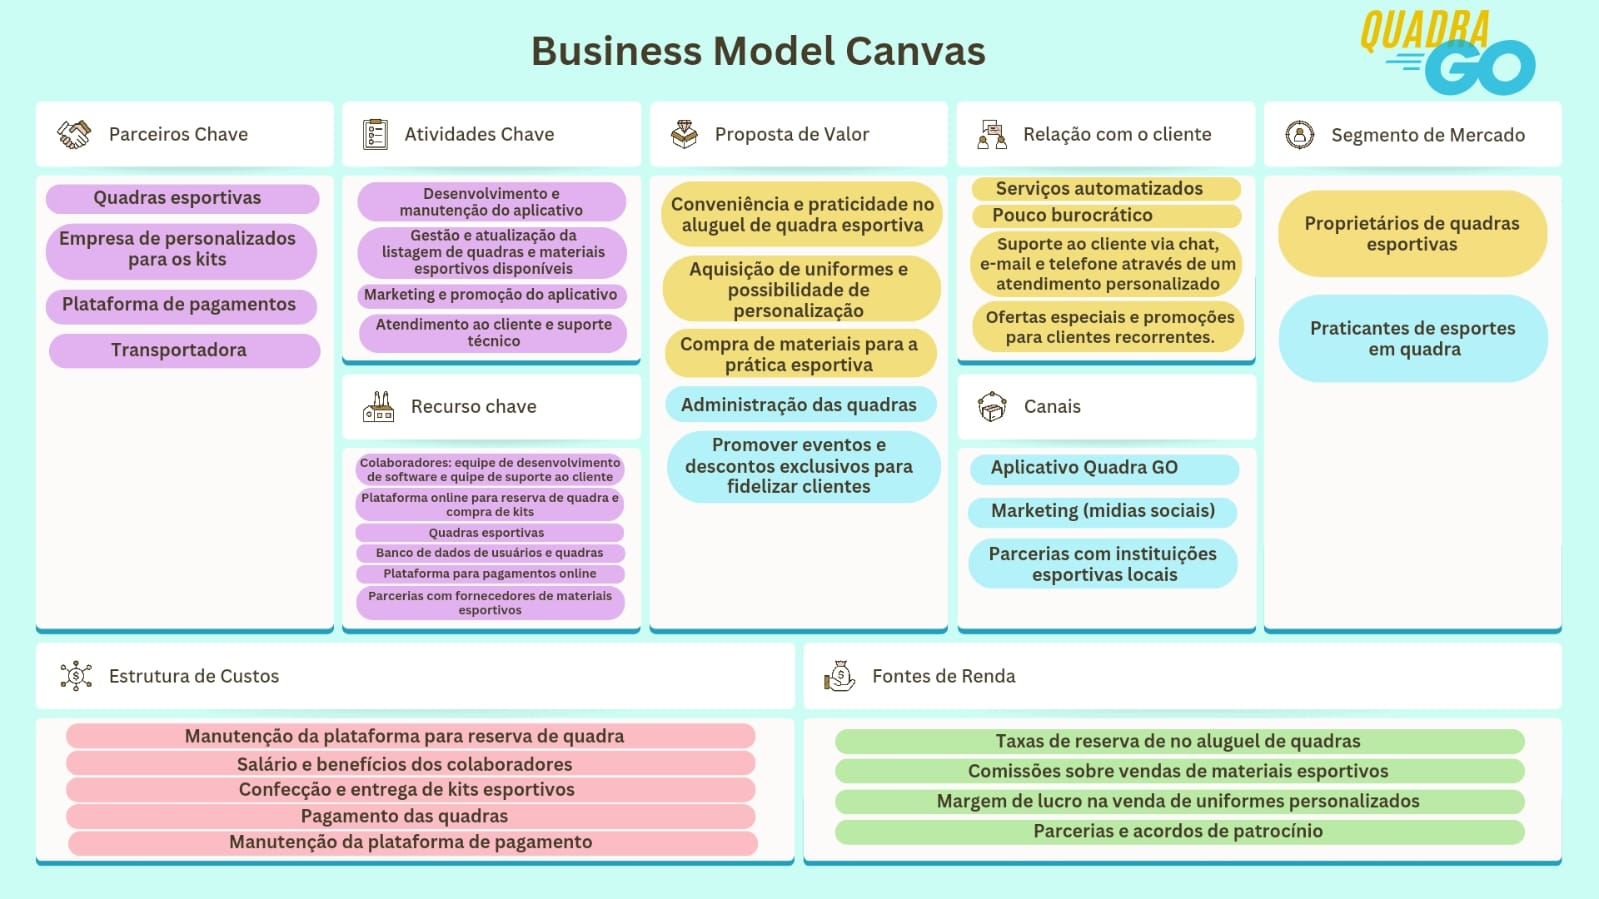 Business Model Canvas
QUADRA
GO
Parceiros Chave
Quadras esportivas
Empresa de personalizados
para os kits
Plataforma de pagamentos
Transportadora
Atividades Chave
Desenvolvimento e
manutenção do aplicativo
Gestão e atualização da
listagem de quadras e materiais
esportivos disponíveis
Marketing e promoção do aplicativo
Atendimento ao cliente e suporte
técnico
Recurso chave
Colaboradores: equipe de desenvolvimento
de software e quipe de suporte ao cliente
Plataforma online para reserva de quadra e
compra de kits
Quadras esportivas
Banco de dados de usuários e quadras
Plataforma para pagamentos online
Parcerias com fornecedores de materiais
esportivos
Proposta de Valor
Conveniência e praticidade no
aluguel de quadra esportiva
Aquisição de uniformes e
possibilidade de
personalização
Compra de materiais para a
prática esportiva
Administração das quadras
Promover eventos e
descontos exclusivos para
fidelizar clientes
Relação com o cliente
Serviços automatizados
Pouco burocrático
Suporte ao cliente via chat,
e-mail e telefone através de um
atendimento personalizado
Ofertas especiais e promoções
para clientes recorrentes.
Canais
Aplicativo Quadra GO
Marketing (midias sociais)
Parcerias com instituições
esportivas locais
Segmento de Mercado
Proprietários de quadras
esportivas
Praticantes de esportes
em quadra
Estrutura de Custos
Manutenção da plataforma para reserva de quadra
Salário e benefícios dos colaboradores
Confecção e entrega de kits esportivos
Pagamento das quadras
Manutenção da plataforma de pagamento
Fontes de Renda
Taxas de reserva de no aluguel de quadras
Comissões sobre vendas de materiais esportivos
Margem de lucro na venda de uniformes personalizados
Parcerias e acordos de patrocínio